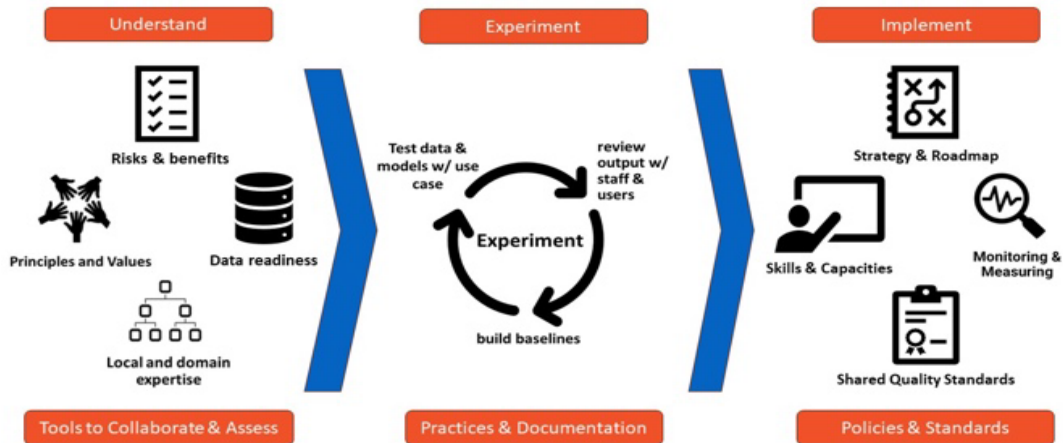 Understand
Experiment
Implement
Risks & benefits
Principles and Values
Data readiness
Local and domain
expertise
Test data &
models w/ use
case
review
output w/
staff &
users
Experiment
build baselines
Strategy & Roadmap
Skills & Capacities
Monitoring &
Measuring
Shared Quality Standards
Tools to Collaborate & Assess
Practices & Documentation
Policies & Standards